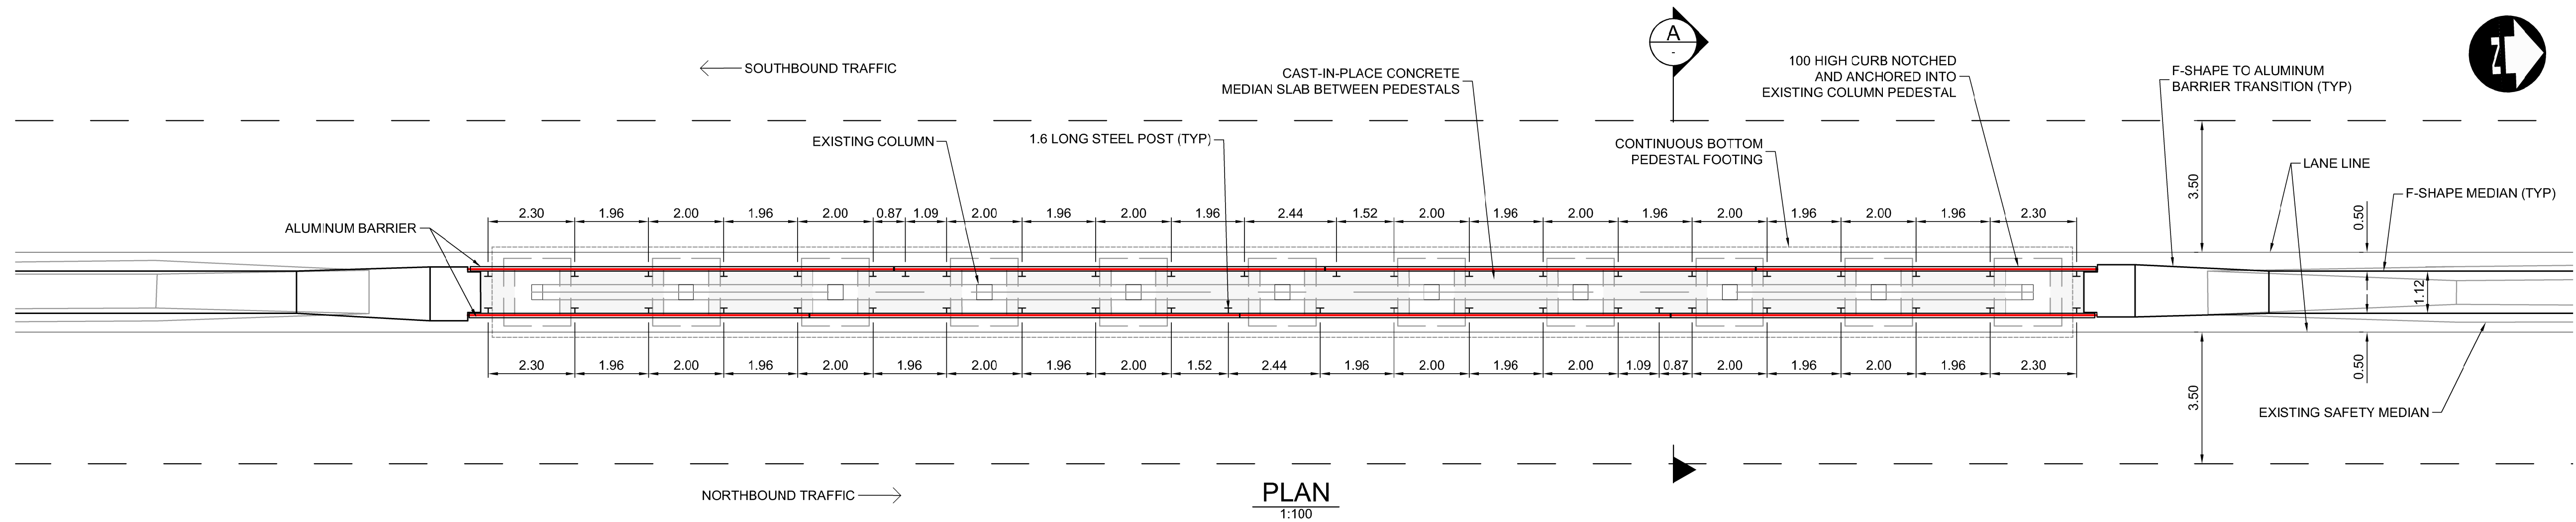 A
-
N
SOUTHBOUND TRAFFIC
CAST-IN-PLACE CONCRETE
MEDIAN SLAB BETWEEN PEDESTALS
100 HIGH CURB NOTCHED
AND ANCHORED INTO
EXISTING COLUMN PEDESTAL
F-SHAPE TO ALUMINUM
BARRIER TRANSITION (TYP)
EXISTING COLUMN
1.6 LONG STEEL POST (TYP)
CONTINUOUS BOTTOM
PEDESTAL FOOTING
LANE LINE
3.50
F-SHAPE MEDIAN (TYP)
0.50
ALUMINUM BARRIER
2.30 1.96 2.00 1.96 2.00 0.87 1.09 2.00 1.96 2.00 1.96 2.44 1.52 2.00 1.96 2.00 1.96 2.00 1.96 2.00 1.96 2.30
1.12
2.30 1.96 2.00 1.96 2.00 1.96 2.00 1.96 2.00 1.52 2.44 1.96 2.00 1.96 2.00 1.09 0.87 2.00 1.96 2.00 1.96 2.30
0.50
3.50
EXISTING SAFETY MEDIAN
NORTHBOUND TRAFFIC
PLAN
1:100